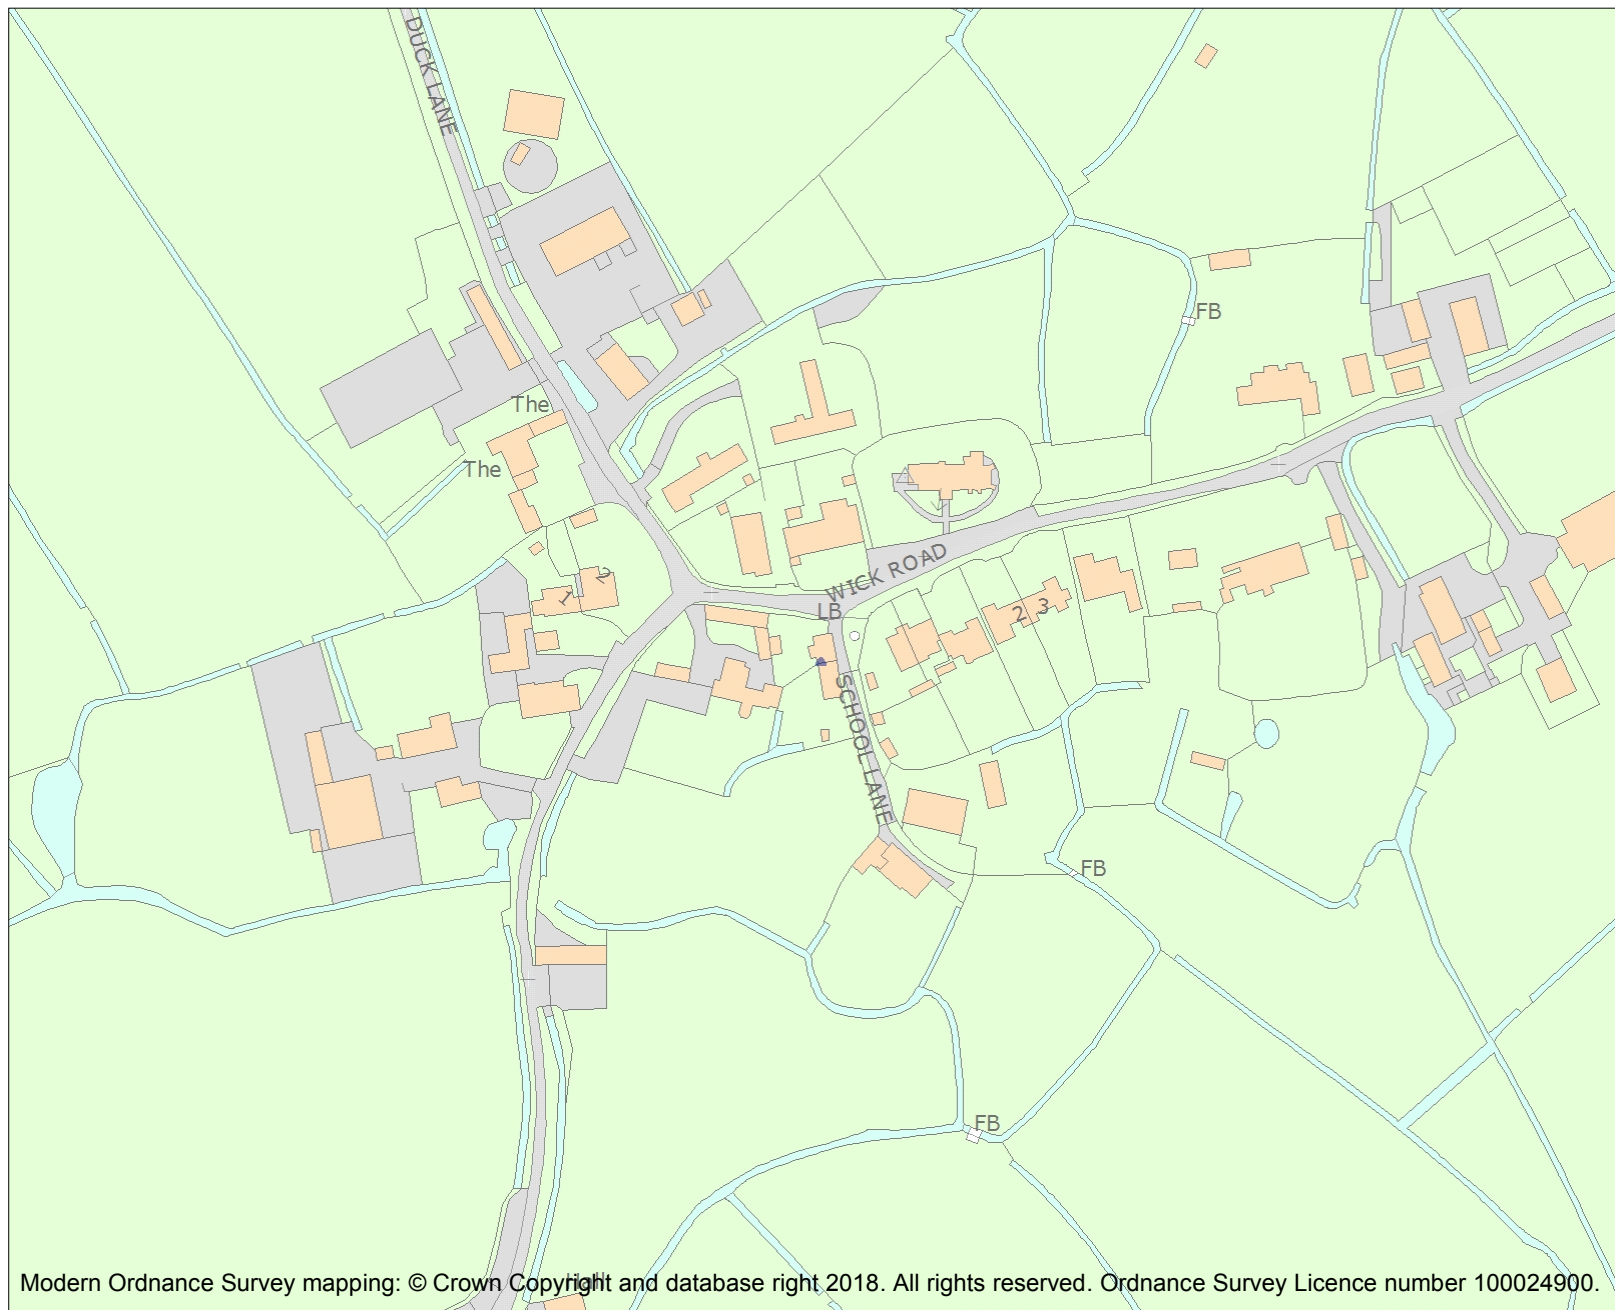 DUCK LANE
FB
The
The
WICK ROAD
2
1
LB
2 3
SCHOOL LANE
FB
FB
Hall
Modern Ordnance Survey mapping: © Crown Copyright and database right 2018. All rights reserved. Ordnance Survey Licence number 100024900.